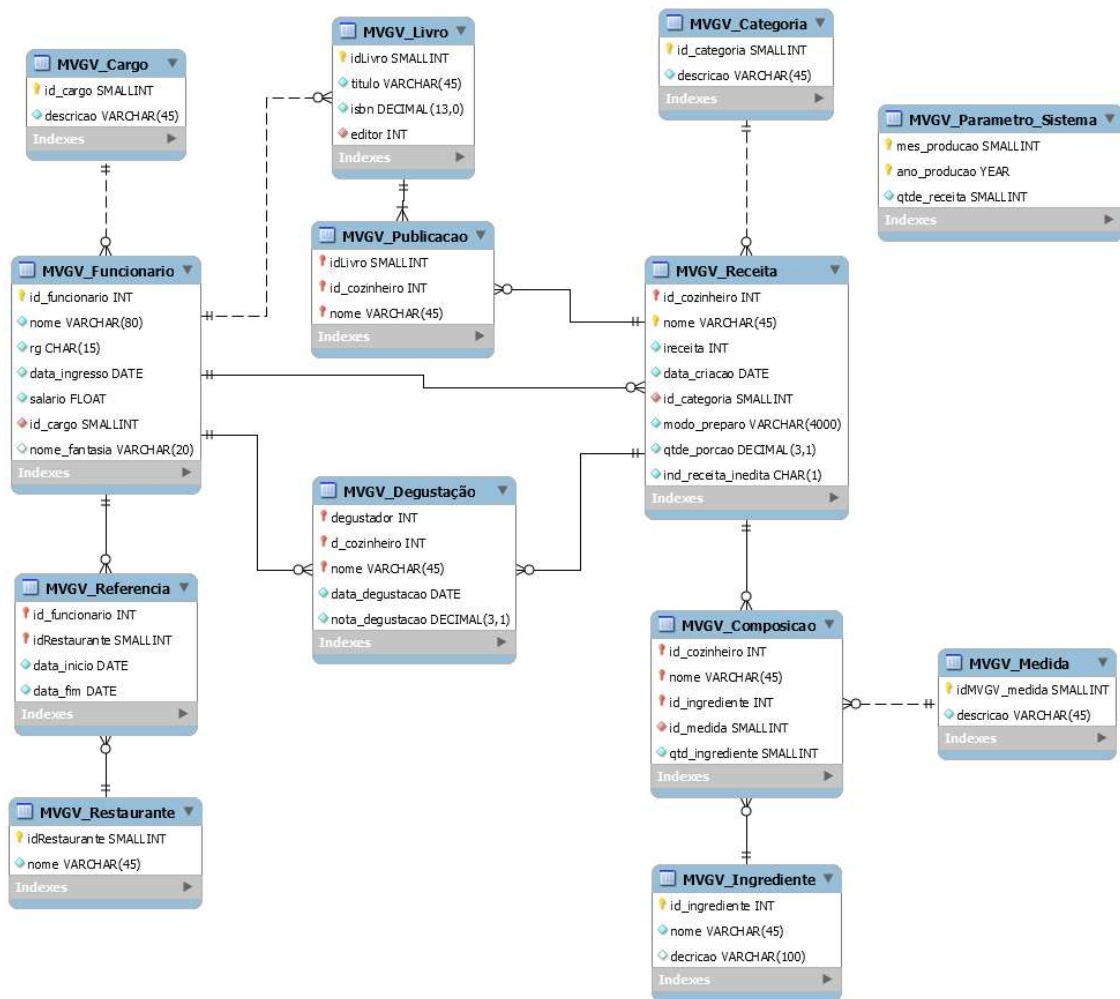 MVGV_Cargo
id_cargo SMALLINT
descricao VARCHAR(45)
Indexes
MVGV_Livro
idLivro SMALLINT
titulo VARCHAR(45)
isbn DECIMAL(13,0)
editor INT
Indexes
MVGV_Categoria
id_categoria SMALLINT
descricao VARCHAR(45)
Indexes
MVGV_Parametro_Sistema
mes_producao SMALLINT
ano_producao YEAR
qtde_receita SMALLINT
Indexes
MVGV_Publicacao
idLivro SMALLINT
id_cozinheiro INT
nome VARCHAR(45)
Indexes
MVGV_Funcionario
id_funcionario INT
nome VARCHAR(80)
rg CHAR(15)
data_ingresso DATE
salario FLOAT
id_cargo SMALLINT
nome_fantasia VARCHAR(20)
Indexes
MVGV_Receita
id_cozinheiro INT
nome VARCHAR(45)
ireceita INT
data_criacao DATE
id_categoria SMALLINT
modo_preparo VARCHAR(4000)
qtde_porcao DECIMAL(3,1)
ind_receita_inedita CHAR(1)
Indexes
MVGV_Degustação
degustador INT
d_cozinheiro INT
nome VARCHAR(45)
data_degustacao DATE
nota_degustacao DECIMAL(3,1)
Indexes
MVGV_Referencia
id_funcionario INT
idRestaurante SMALLINT
data_inicio DATE
data_fim DATE
Indexes
MVGV_Composicao
id_cozinheiro INT
nome VARCHAR(45)
id_ingrediente INT
id_medida SMALLINT
qtd_ingrediente SMALLINT
Indexes
MVGV_Medida
idMVGV_medida SMALLINT
descricao VARCHAR(45)
Indexes
MVGV_Restaurante
idRestaurante SMALLINT
nome VARCHAR(45)
Indexes
MVGV_Ingrediente
id_ingrediente INT
nome VARCHAR(45)
decricao VARCHAR(100)
Indexes